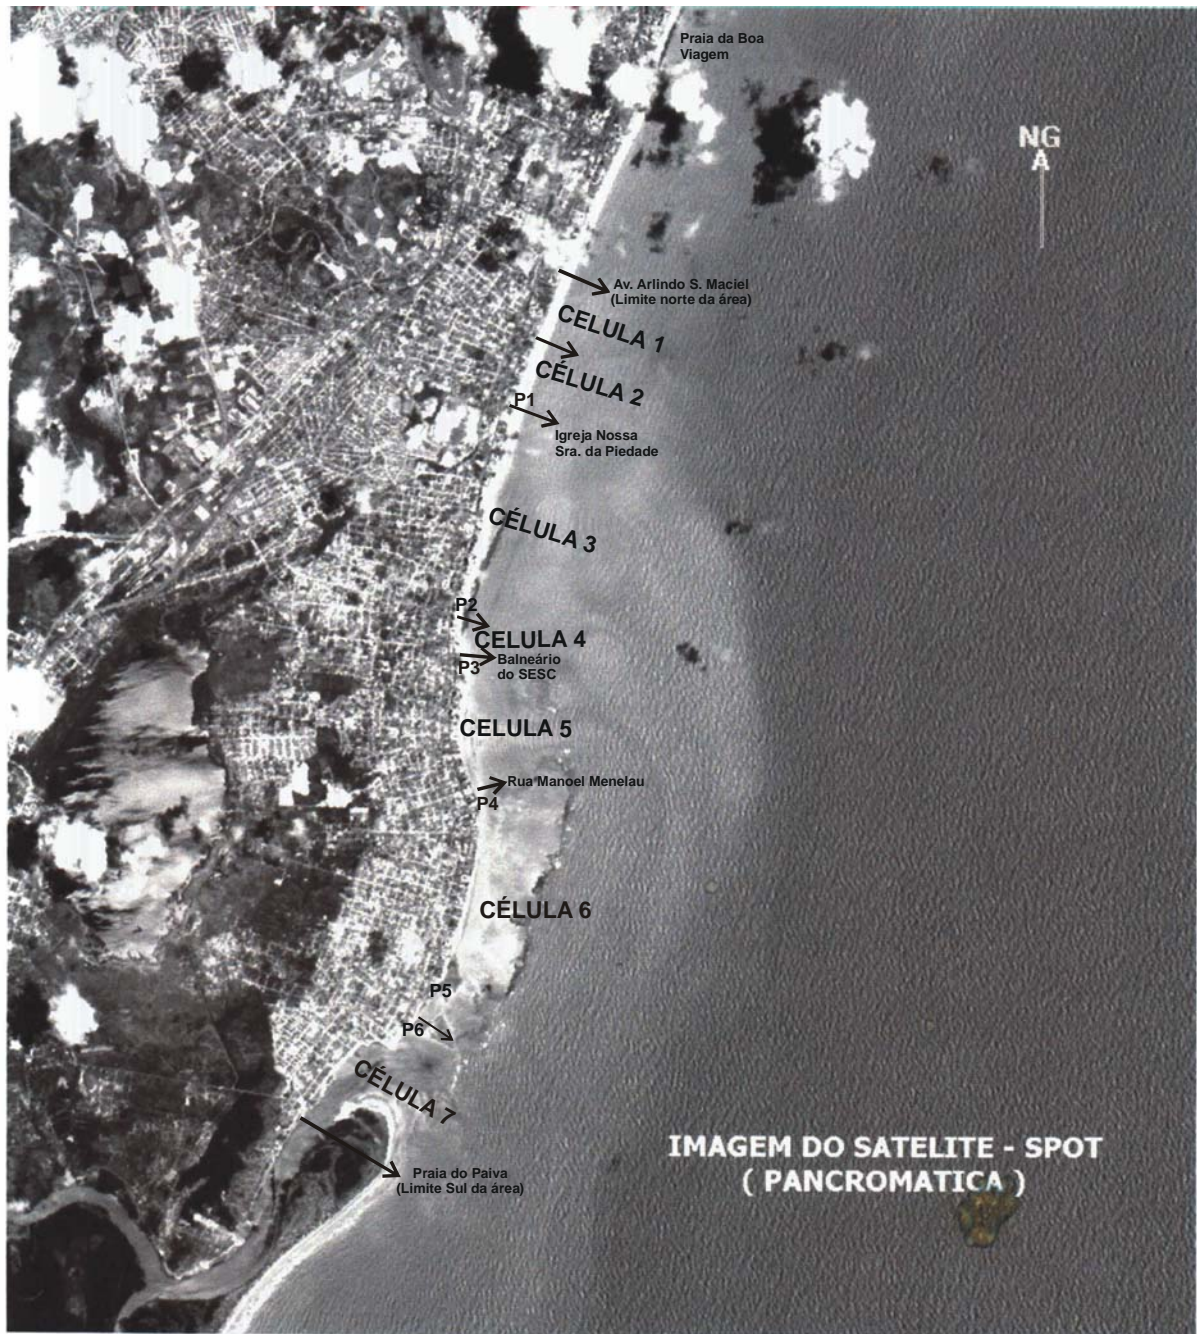 Praia da Boa
Viagem
NG
A
Av. Arlindo S. Maciel
(Limite norte da área)
CELULA 1
CÉLULA 2
P1
Igreja Nossa
Sra. da Piedade
CÉLULA 3
P2
CELULA 4
P3
Balneário
do SESC
CELULA 5
Rua Manoel Menelau
P4
CÉLULA 6
P5
P6
CÉLULA 7
Praia do Paiva
(Limite Sul da área)
IMAGEM DO SATELITE - SPOT
( PANCROMATICA )